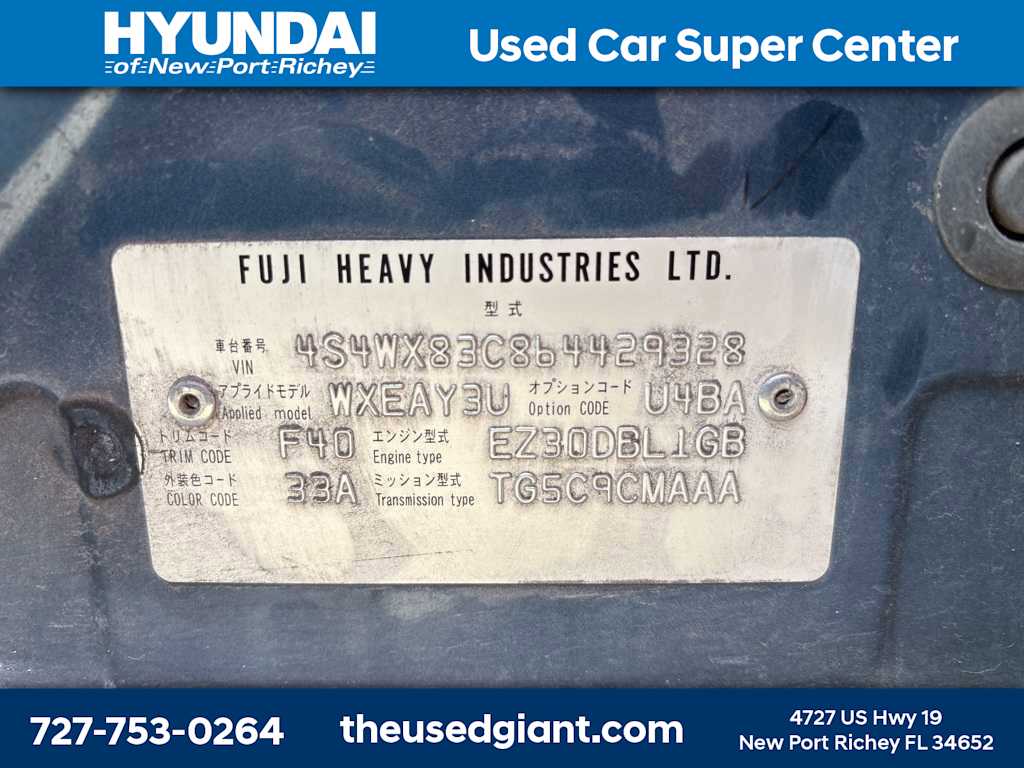 HYUNDAI
of New Port Richey
Used Car Super Center
FUJI HEAVY INDUSTRIES LTD.
型式
車台番号 VIN 4S4WX83C864429328
アプライドモデル Applied model WXEAY3U オプションコード Option CODE U4BA
トリムコード TRIM CODE F40 エンジン型式 Engine type EZ30DBL1GB
外装色コード COLOR CODE 33A ミッション型式 Transmission type TG5C9CMAAA
727-753-0264
theusedgiant.com
4727 US Hwy 19
New Port Richey FL 34652